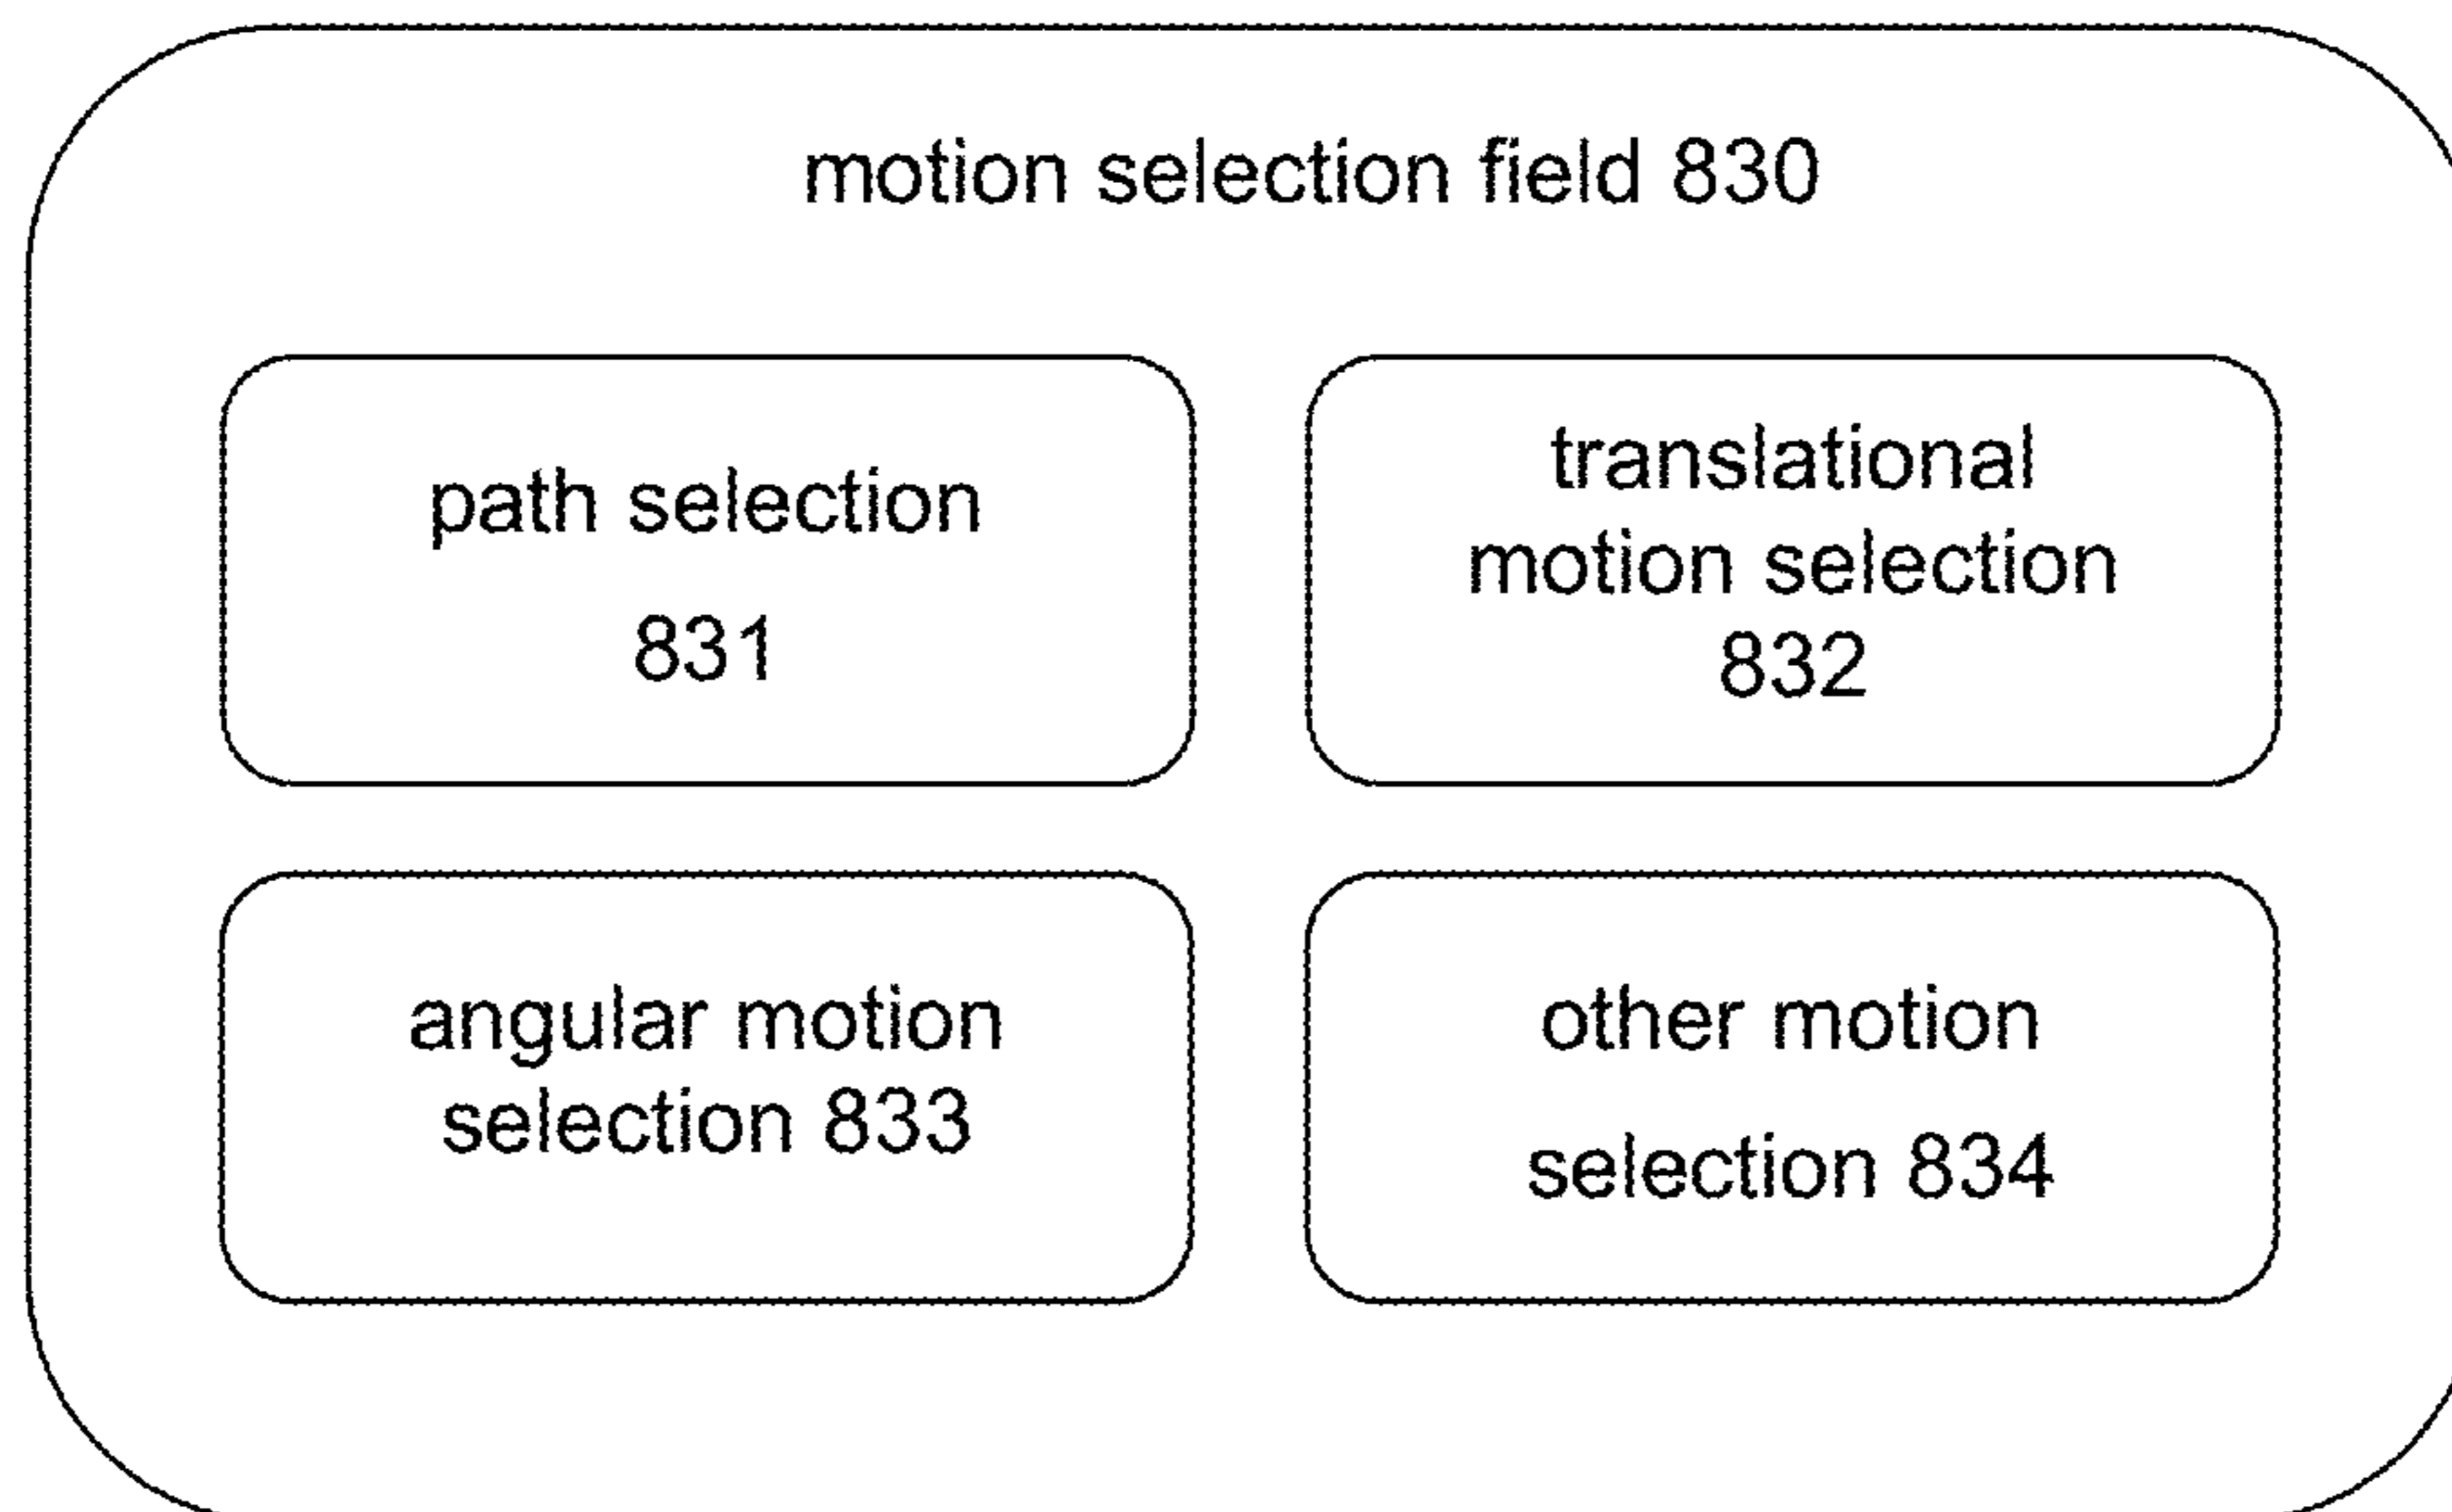 motion selection field 830
path selection
831
translational
motion selection
832
angular motion
selection 833
other motion
selection 834